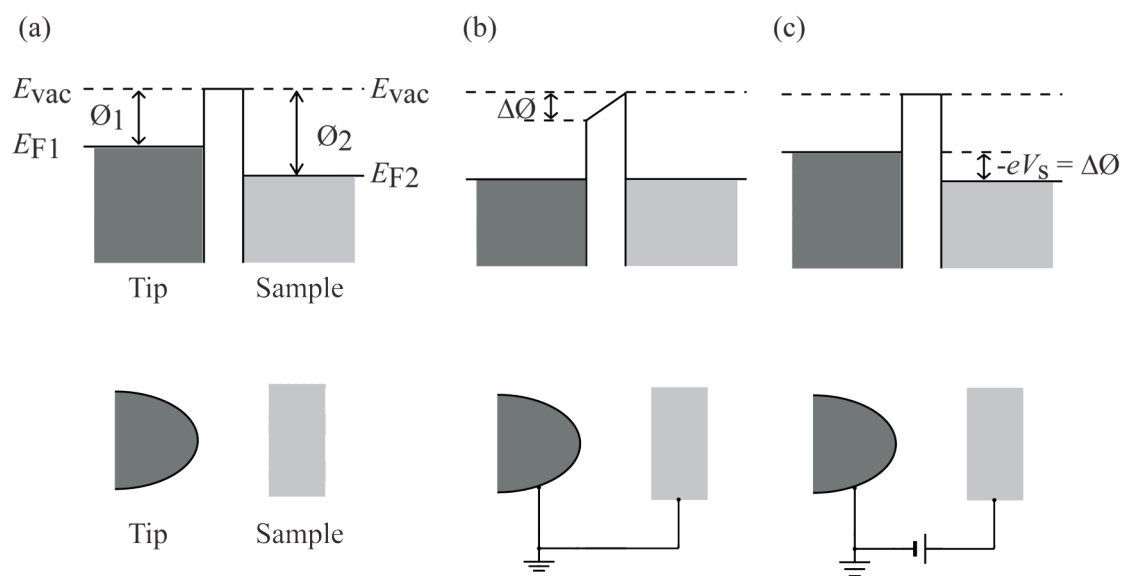 (a)
(b)
(c)
Evac
Evac
Ø1
ΔØ
Ø2
EF1
EF2
-eVs = ΔØ
Tip
Sample
Tip
Sample